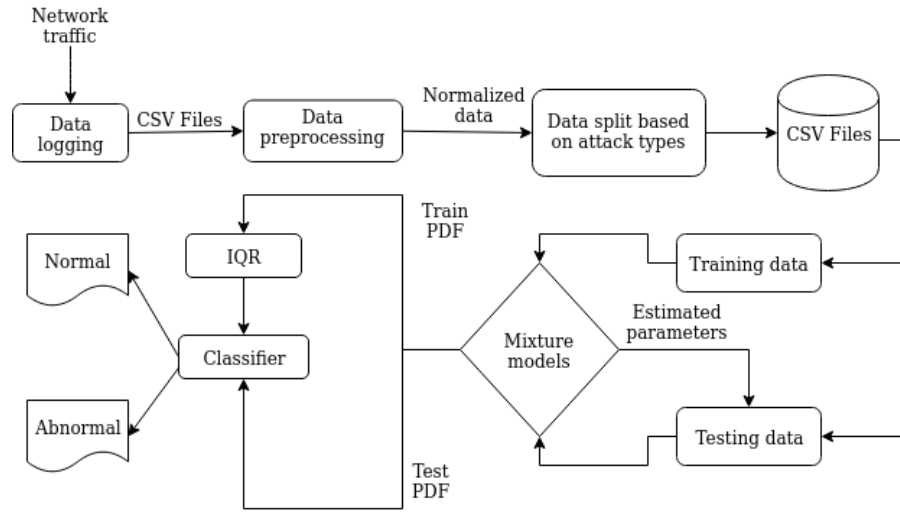 Network
traffic
Data
logging
CSV Files
Data
preprocessing
Normalized
data
Data split based
on attack types
CSV Files
Train
PDF
IQR
Normal
Classifier
Abnormal
Test
PDF
Mixture
models
Training data
Estimated
parameters
Testing data